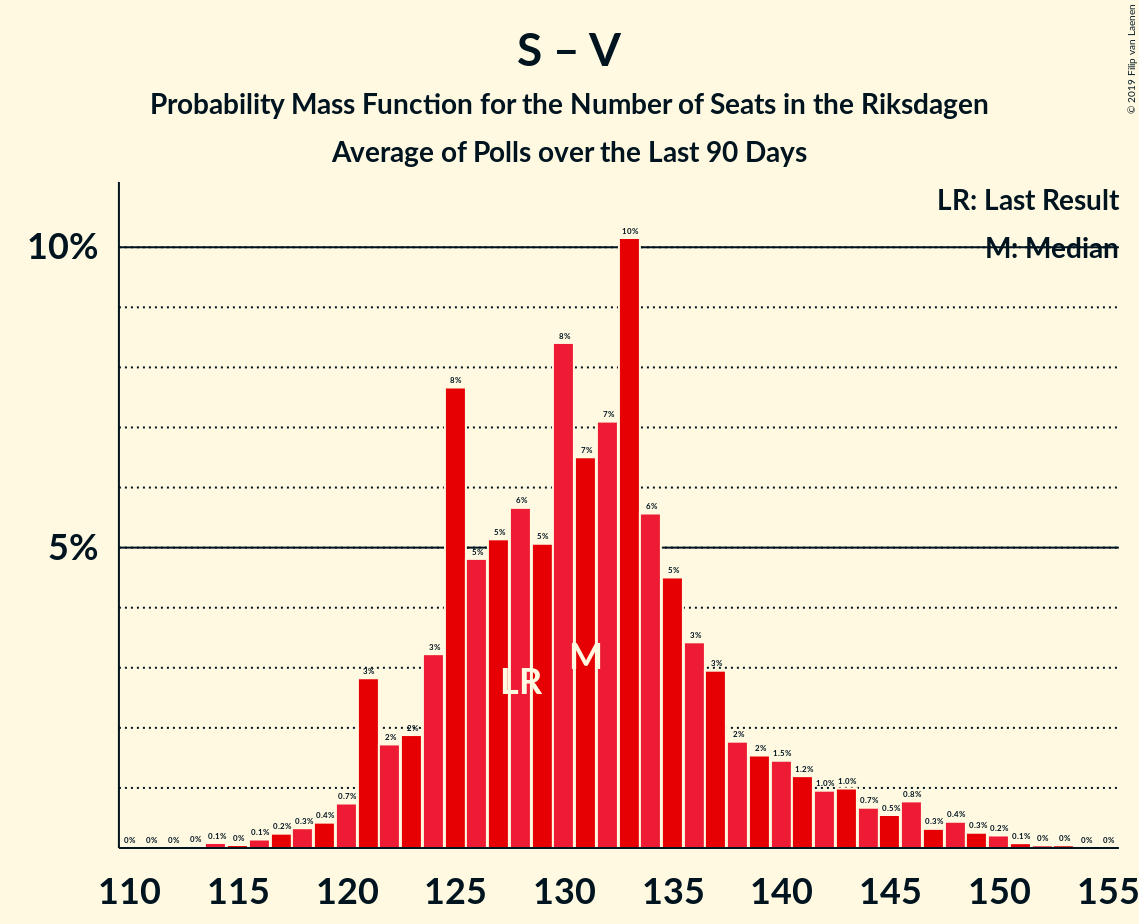 S – V
Probability Mass Function for the Number of Seats in the Riksdagen
Average of Polls over the Last 90 Days
© 2019 Filip van Laenen
LR: Last Result
M: Median
10%
5%
0% 0% 0% 0% 0.1% 0% 0.1% 0.2% 0.3% 0.4% 0.7% 3% 2% 2% 3% 8% 5% 5% 6% 5% 8% 7% 7% 10% 6% 5% 3% 3% 2% 2% 1.5% 1.2% 1.0% 1.0% 0.7% 0.5% 0.8% 0.3% 0.4% 0.3% 0.2% 0.1% 0% 0% 0% 0%
LR M
110 115 120 125 130 135 140 145 150 155